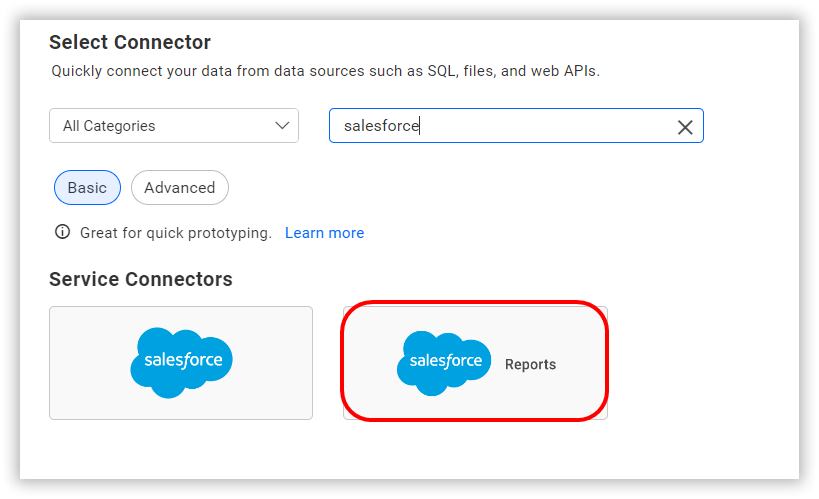 Select Connector
Quickly connect your data from data sources such as SQL, files, and web APIs.
All Categories
salesforce
Basic
Advanced
Great for quick prototyping. Learn more
Service Connectors
salesforce
salesforce Reports